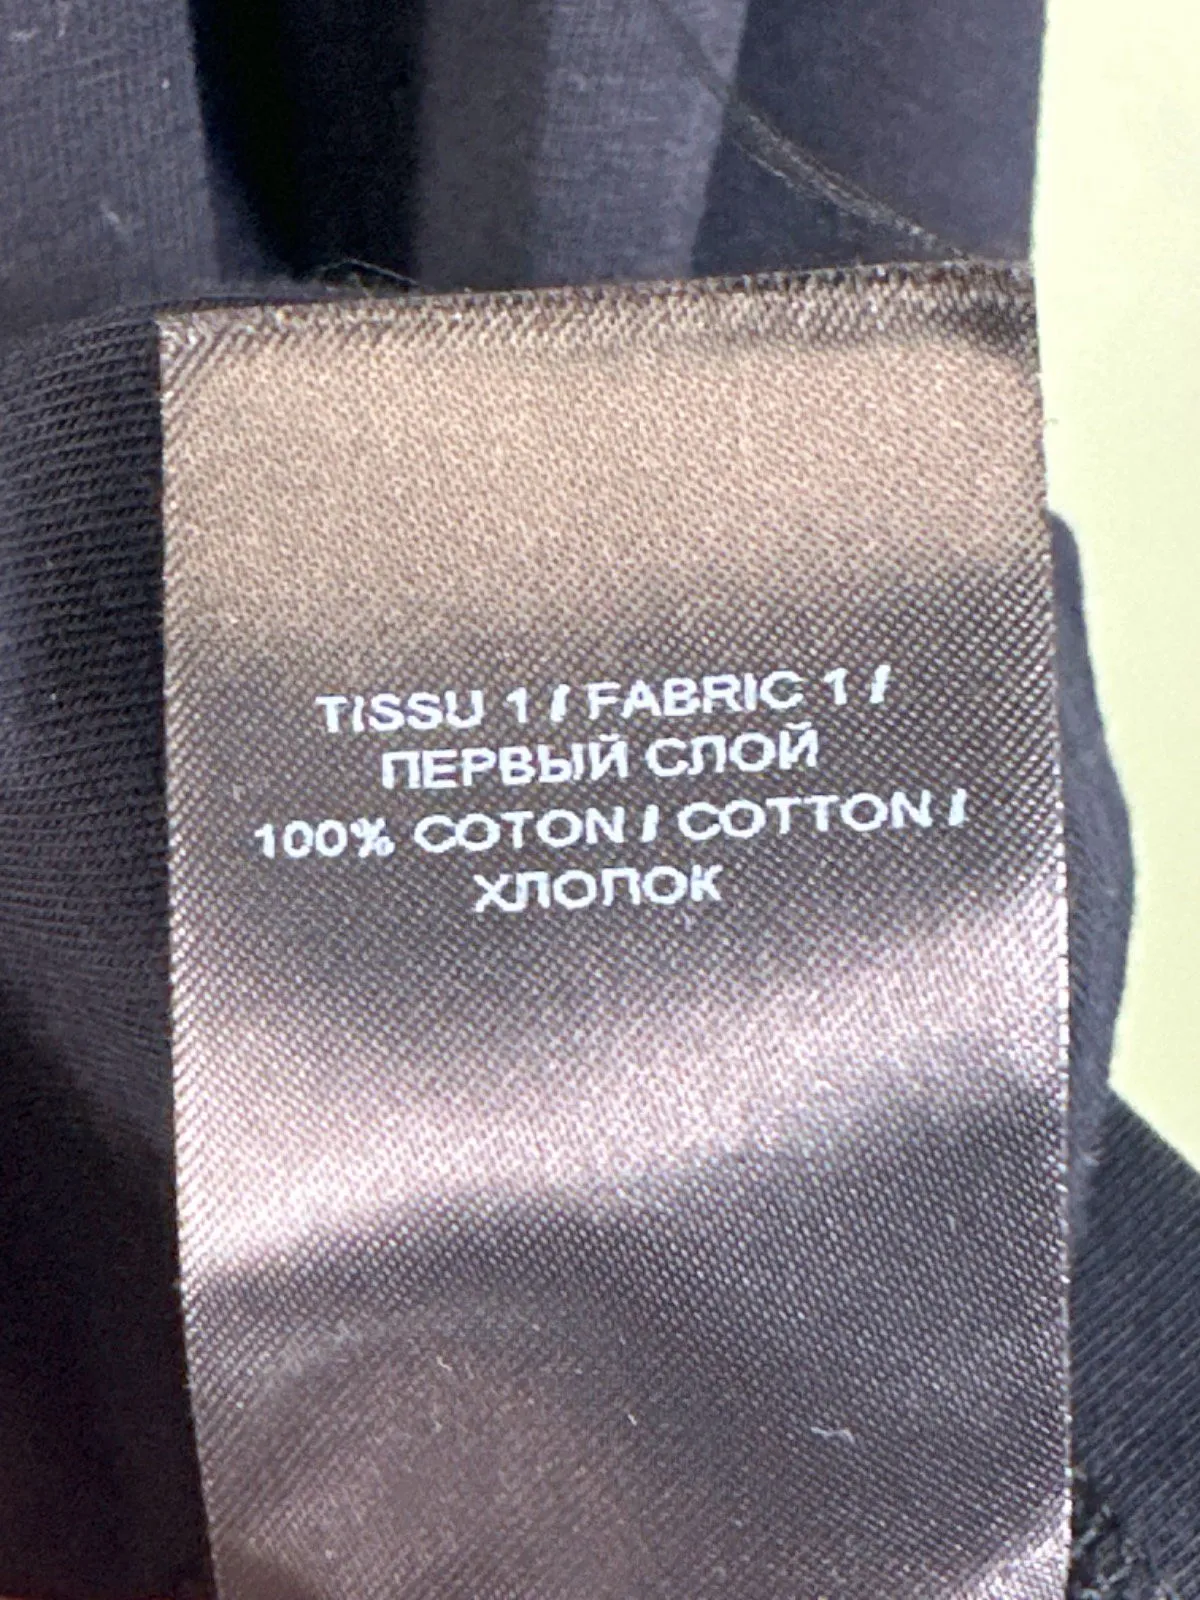 TISSU 1 / FABRIC 1 /
ПЕРВЫЙ СЛОЙ
100% COTON / COTTON /
ХЛОПОК